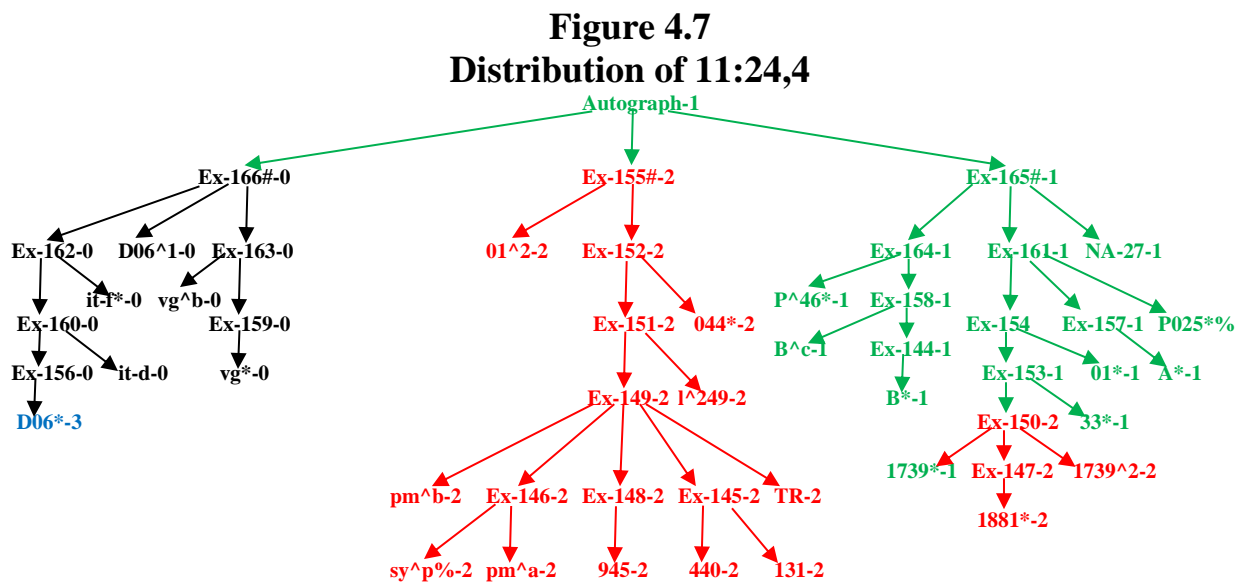 Figure 4.7
Distribution of 11:24,4
Autograph-1
Ex-166#-0 Ex-155#-2 Ex-165#-1
Ex-162-0 D06^1-0 Ex-163-0 01^2-2 Ex-152-2 Ex-164-1 Ex-161-1 NA-27-1
it-f*-0 vg^b-0 P^46*-1 Ex-158-1
Ex-160-0 Ex-159-0 Ex-151-2 044*-2 Ex-154 Ex-157-1 P025*%
B^c-1 Ex-144-1
Ex-156-0 it-d-0 vg*-0 Ex-153-1 01*-1 A*-1
Ex-149-2 l^249-2 B*-1
D06*-3 Ex-150-2 33*-1
1739*-1 Ex-147-2 1739^2-2
pm^b-2 Ex-146-2 Ex-148-2 Ex-145-2 TR-2
1881*-2
sy^p%-2 pm^a-2 945-2 440-2 131-2